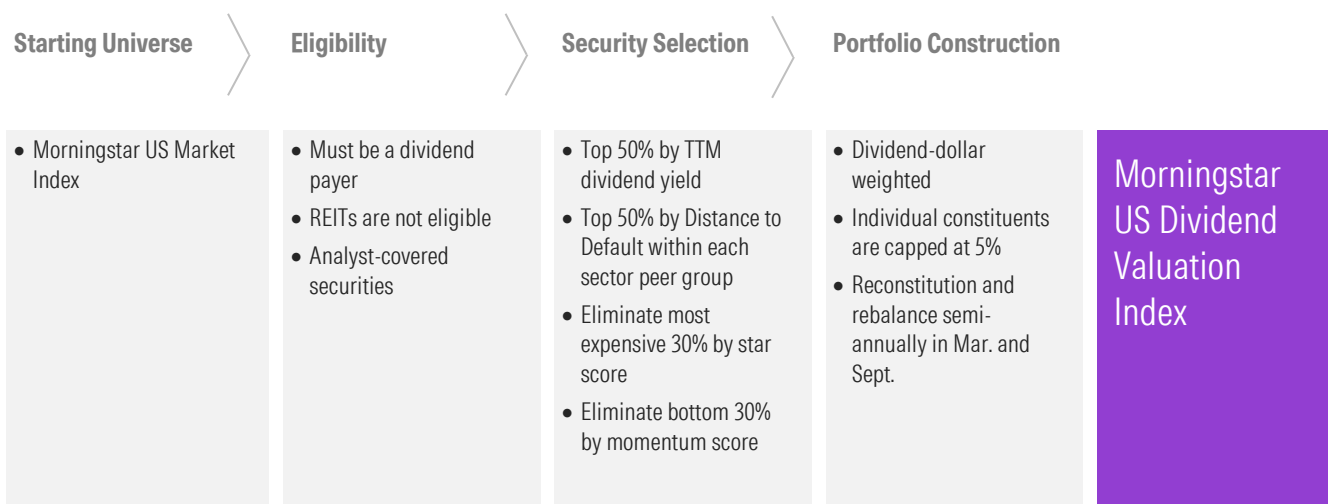 Starting Universe
Eligibility
Security Selection
Portfolio Construction
• Morningstar US Market
Index
• Must be a dividend
payer
• REITs are not eligible
• Analyst-covered
securities
• Top 50% by TTM
dividend yield
• Top 50% by Distance to
Default within each
sector peer group
• Eliminate most
expensive 30% by star
score
• Eliminate bottom 30%
by momentum score
• Dividend-dollar
weighted
• Individual constituents
are capped at 5%
• Reconstitution and
rebalance semi-
annually in Mar. and
Sept.
Morningstar
US Dividend
Valuation
Index